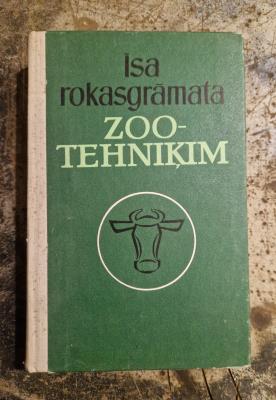 Īsa
rokasgrāmata
ZOO-
TEHNIĶIM